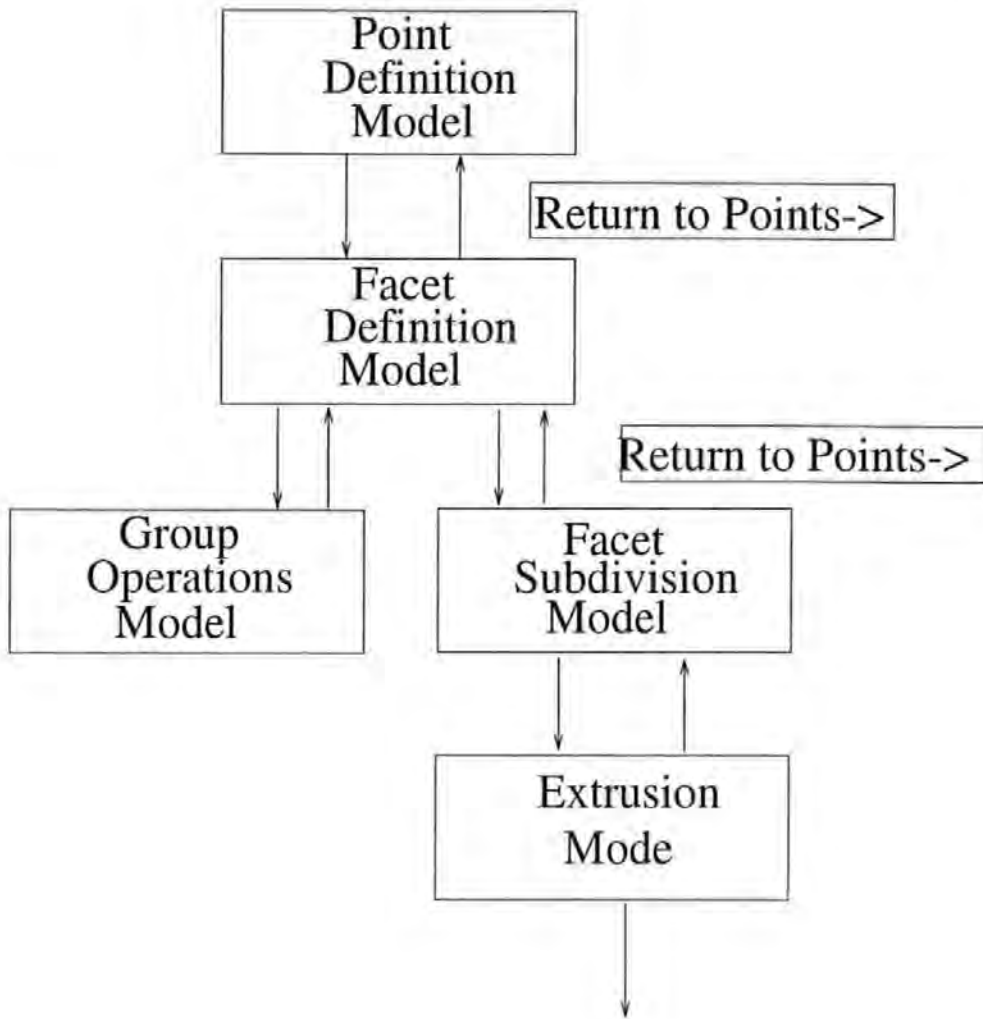 Point
Definition
Model
Return to Points->
Facet
Definition
Model
Return to Points->
Group
Operations
Model
Facet
Subdivision
Model
Extrusion
Mode